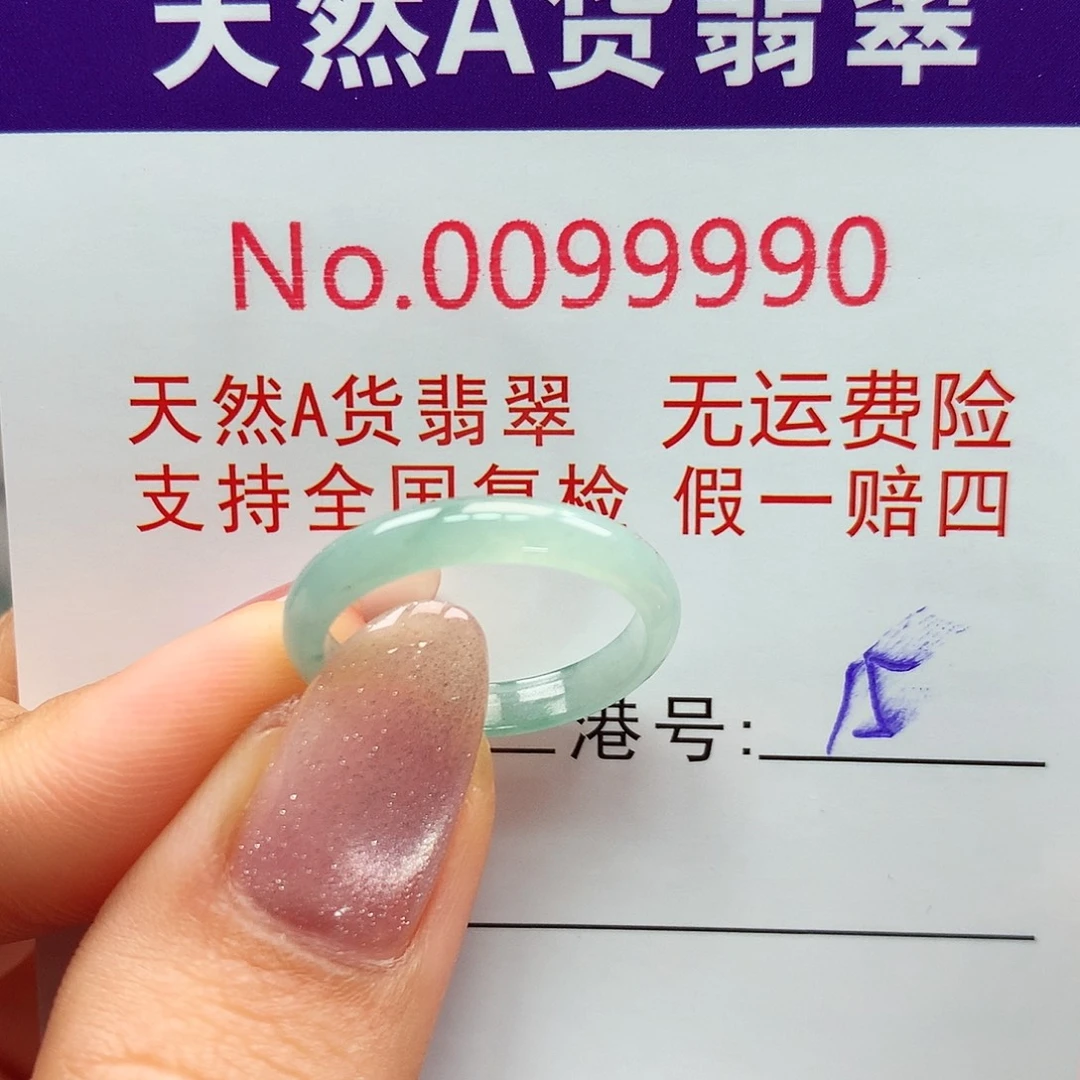 天然A货翡翠
No.0099990
天然A货翡翠 无运费险
支持全国复检 假一赔四
港号: